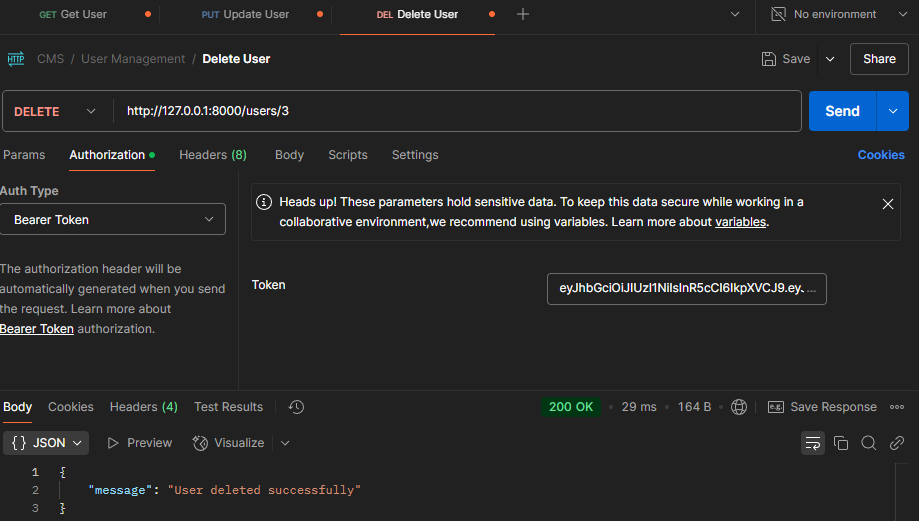 GET Get User PUT Update User DEL Delete User No environment
HTTP CMS / User Management / Delete User Save Share
DELETE http://127.0.0.1:8000/users/3 Send
Params Authorization Headers (8) Body Scripts Settings Cookies
Auth Type
Bearer Token
Heads up! These parameters hold sensitive data. To keep this data secure while working in a
collaborative environment,we recommend using variables. Learn more about variables.
The authorization header will be
automatically generated when you send
the request. Learn more about
Bearer Token authorization.
Token eyJhbGciOiJIUzI1NiIsInR5cCI6IkpXVCJ9.eyJ...
Body Cookies Headers (4) Test Results 200 OK 29 ms 164 B e.g. Save Response
{} JSON Preview Visualize
1 {
2 "message": "User deleted successfully"
3 }